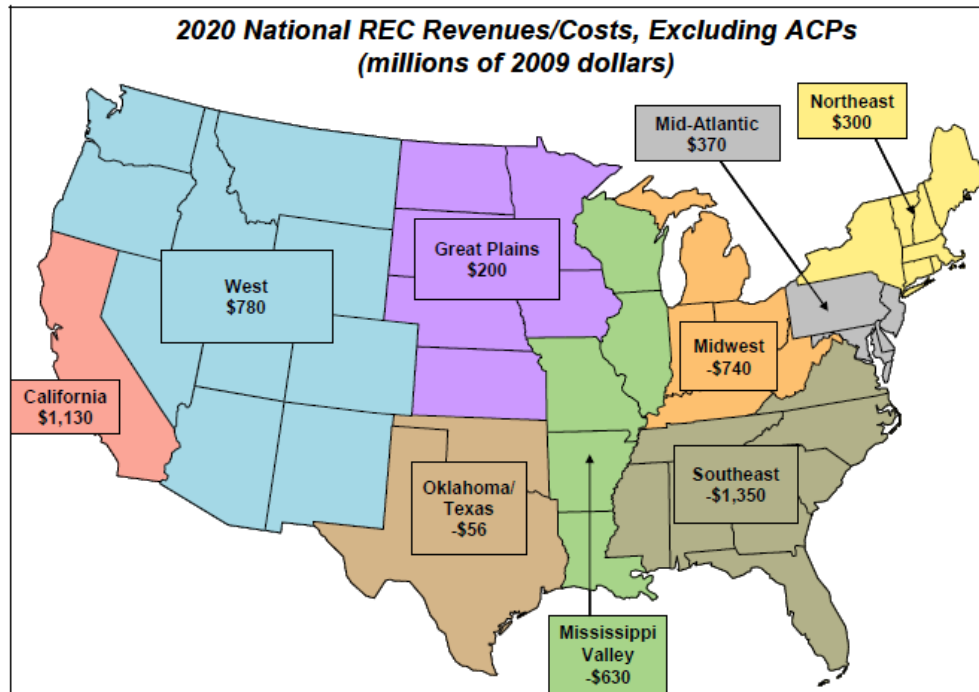 2020 National REC Revenues/Costs, Excluding ACPs
(millions of 2009 dollars)
Northeast
$300
Mid-Atlantic
$370
Great Plains
$200
West
$780
Midwest
-$740
California
$1,130
Oklahoma/
Texas
-$56
Southeast
-$1,350
Mississippi
Valley
-$630